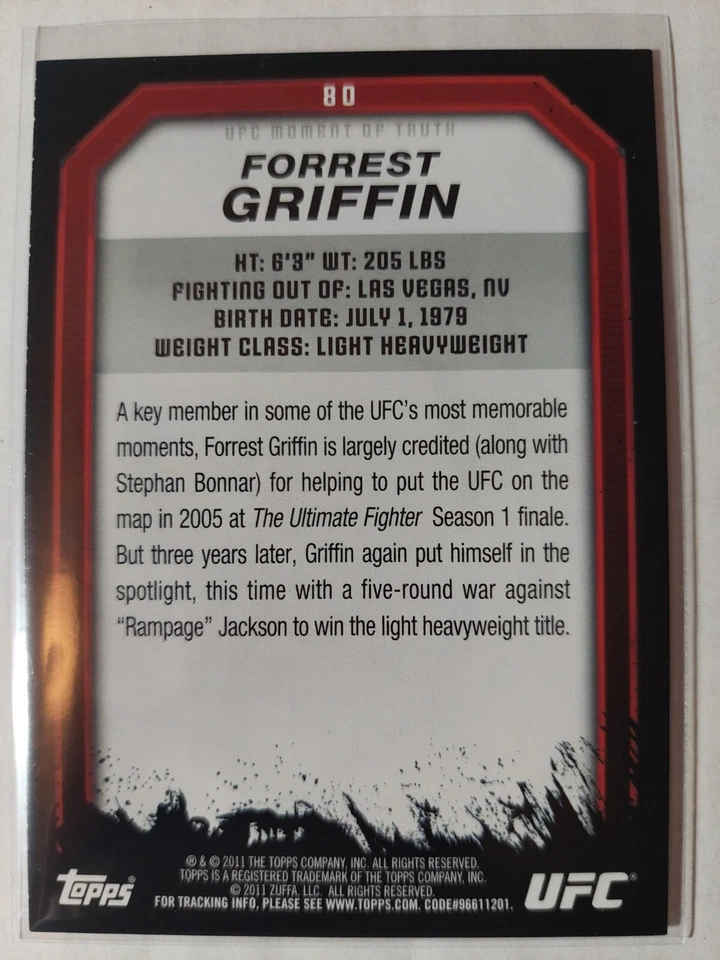 80
UFC MOMENT OF TRUTH
FORREST
GRIFFIN
HT: 6'3" WT: 205 LBS
FIGHTING OUT OF: LAS VEGAS, NV
BIRTH DATE: JULY 1, 1979
WEIGHT CLASS: LIGHT HEAVYWEIGHT
A key member in some of the UFC's most memorable
moments, Forrest Griffin is largely credited (along with
Stephan Bonnar) for helping to put the UFC on the
map in 2005 at The Ultimate Fighter Season 1 finale.
But three years later, Griffin again put himself in the
spotlight, this time with a five-round war against
“Rampage” Jackson to win the light heavyweight title.
® & © 2011 THE TOPPS COMPANY, INC. ALL RIGHTS RESERVED.
TOPPS IS A REGISTERED TRADEMARK OF THE TOPPS COMPANY, INC.
© 2011 ZUFFA, LLC. ALL RIGHTS RESERVED.
FOR TRACKING INFO, PLEASE SEE WWW.TOPPS.COM. CODE#96611201.
TOPPS®
UFC®